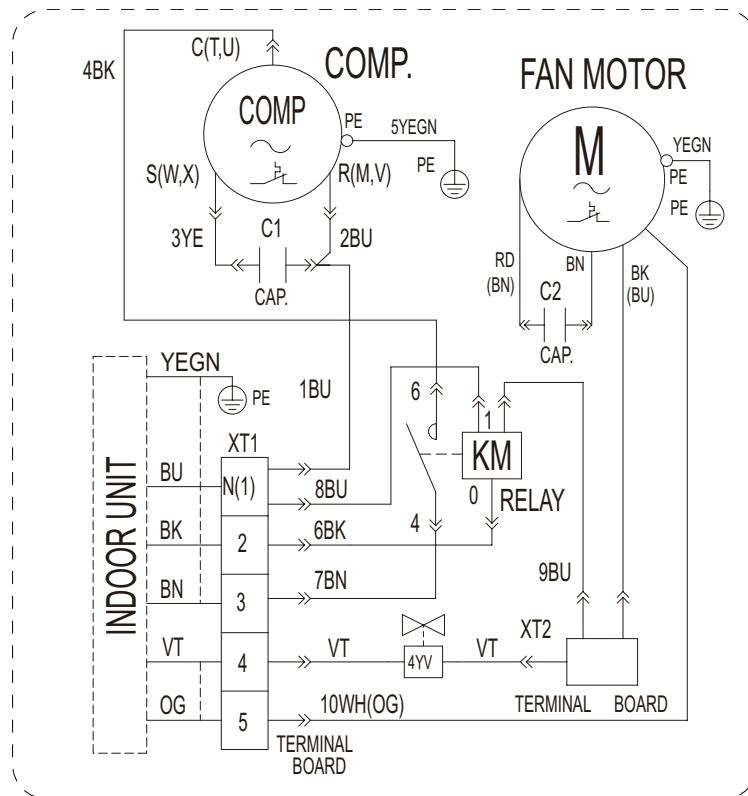 C(T,U)
COMP.
FAN MOTOR
4BK
COMP
PE
5YEGN
PE
M
YEGN
PE
PE
S(W,X)
R(M,V)
3YE
C1
2BU
CAP.
RD
(BN)
BN
BK
(BU)
C2
CAP.
INDOOR UNIT
YEGN
PE
1BU
6
1
XT1
BU
N(1)
8BU
KM
0
RELAY
BK
2
6BK
4
BN
3
7BN
9BU
VT
4
VT
4YV
VT
XT2
OG
5
10WH(OG)
TERMINAL BOARD
TERMINAL
BOARD